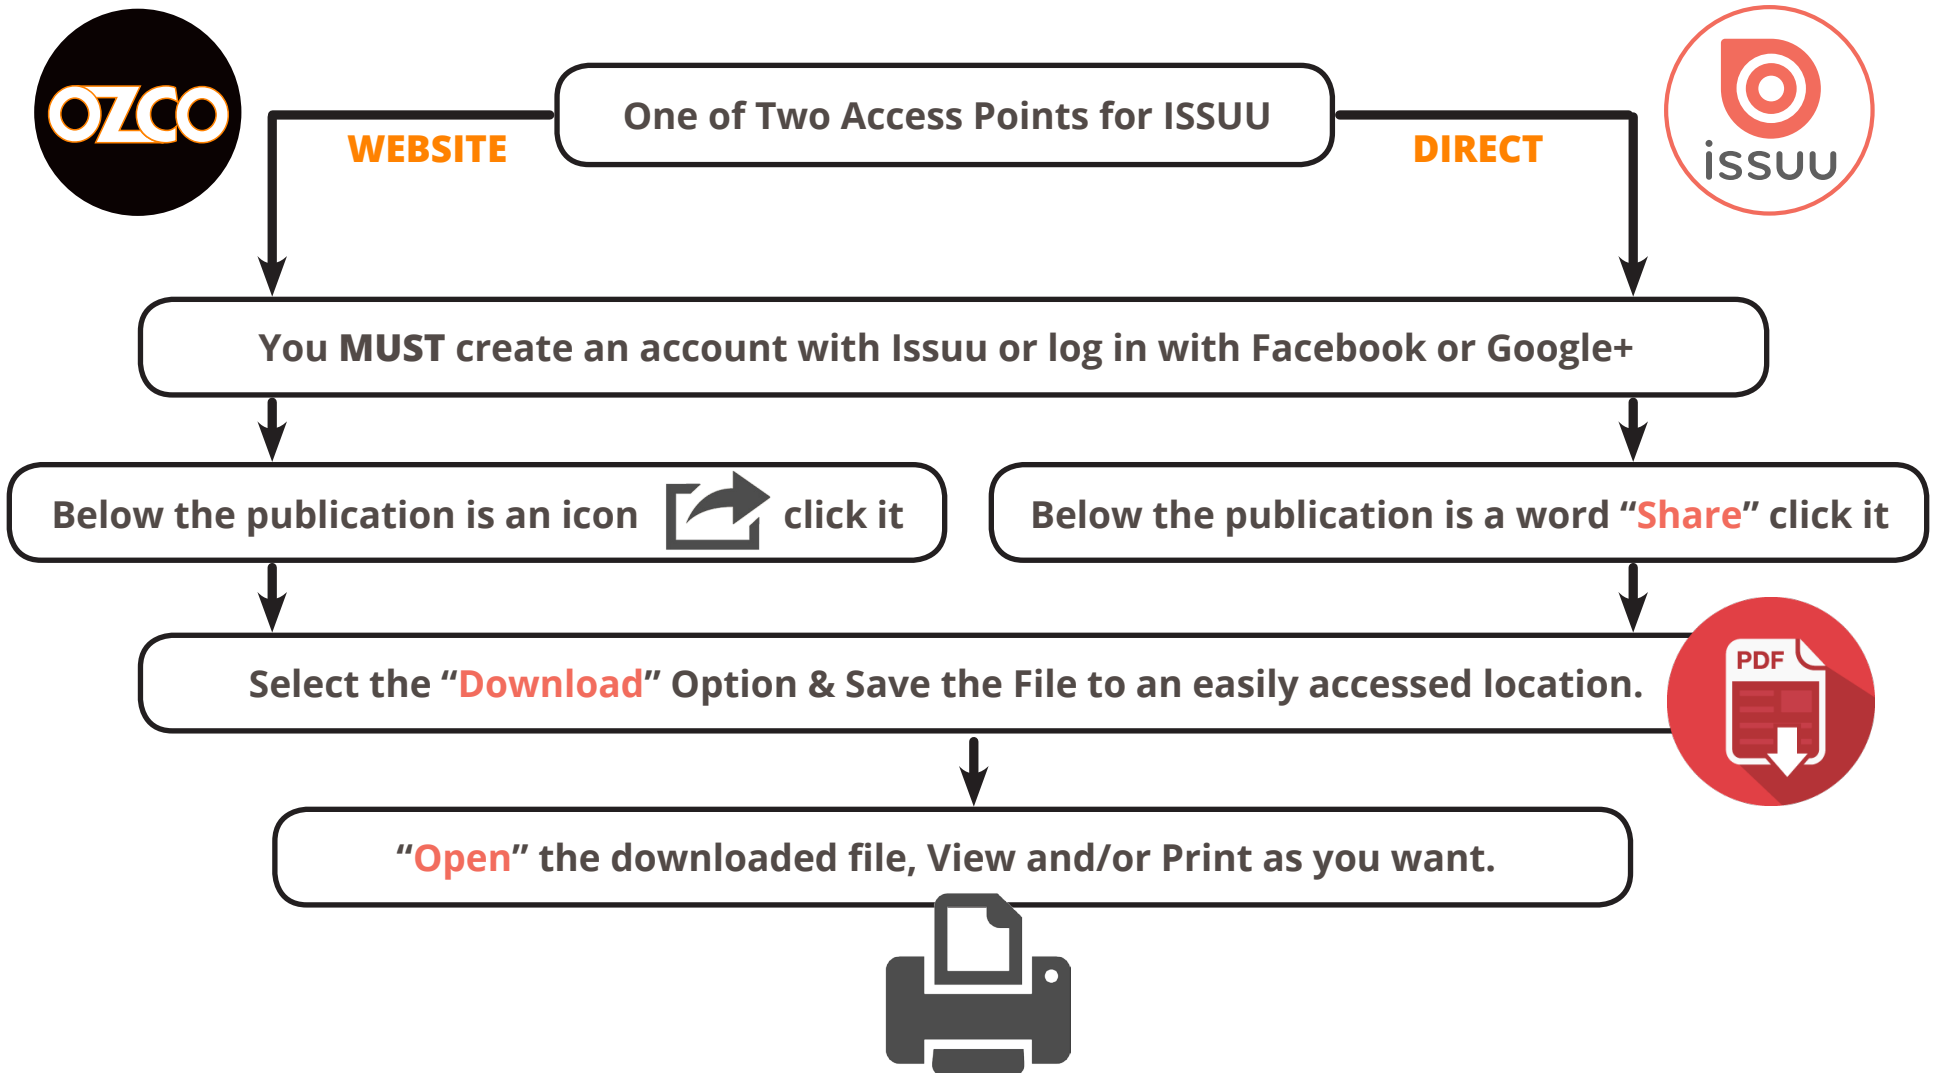 OZCO
One of Two Access Points for ISSUU
issuu
WEBSITE
DIRECT
You MUST create an account with Issuu or log in with Facebook or Google+
Below the publication is an icon click it
Below the publication is a word “Share” click it
Select the “Download” Option & Save the File to an easily accessed location.
PDF
“Open” the downloaded file, View and/or Print as you want.